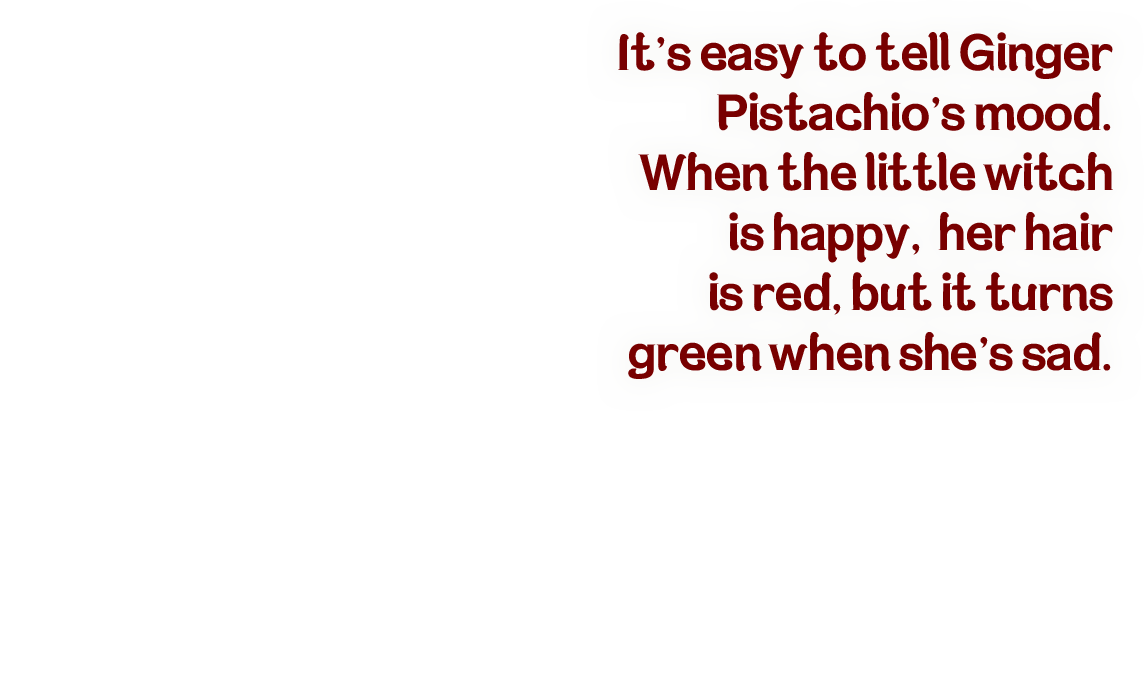 It’s easy to tell Ginger
Pistachio’s mood.
When the little witch
is happy,  her hair
is red, but it turns
green when she’s sad.